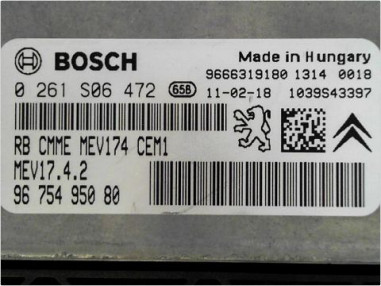 BOSCH
Made in Hungary
9666319180 1314 0018
0 261 S06 472 658 11-02-18 1039S43397
RB CMME MEV174 CEM1
MEV17.4.2
96 754 950 80